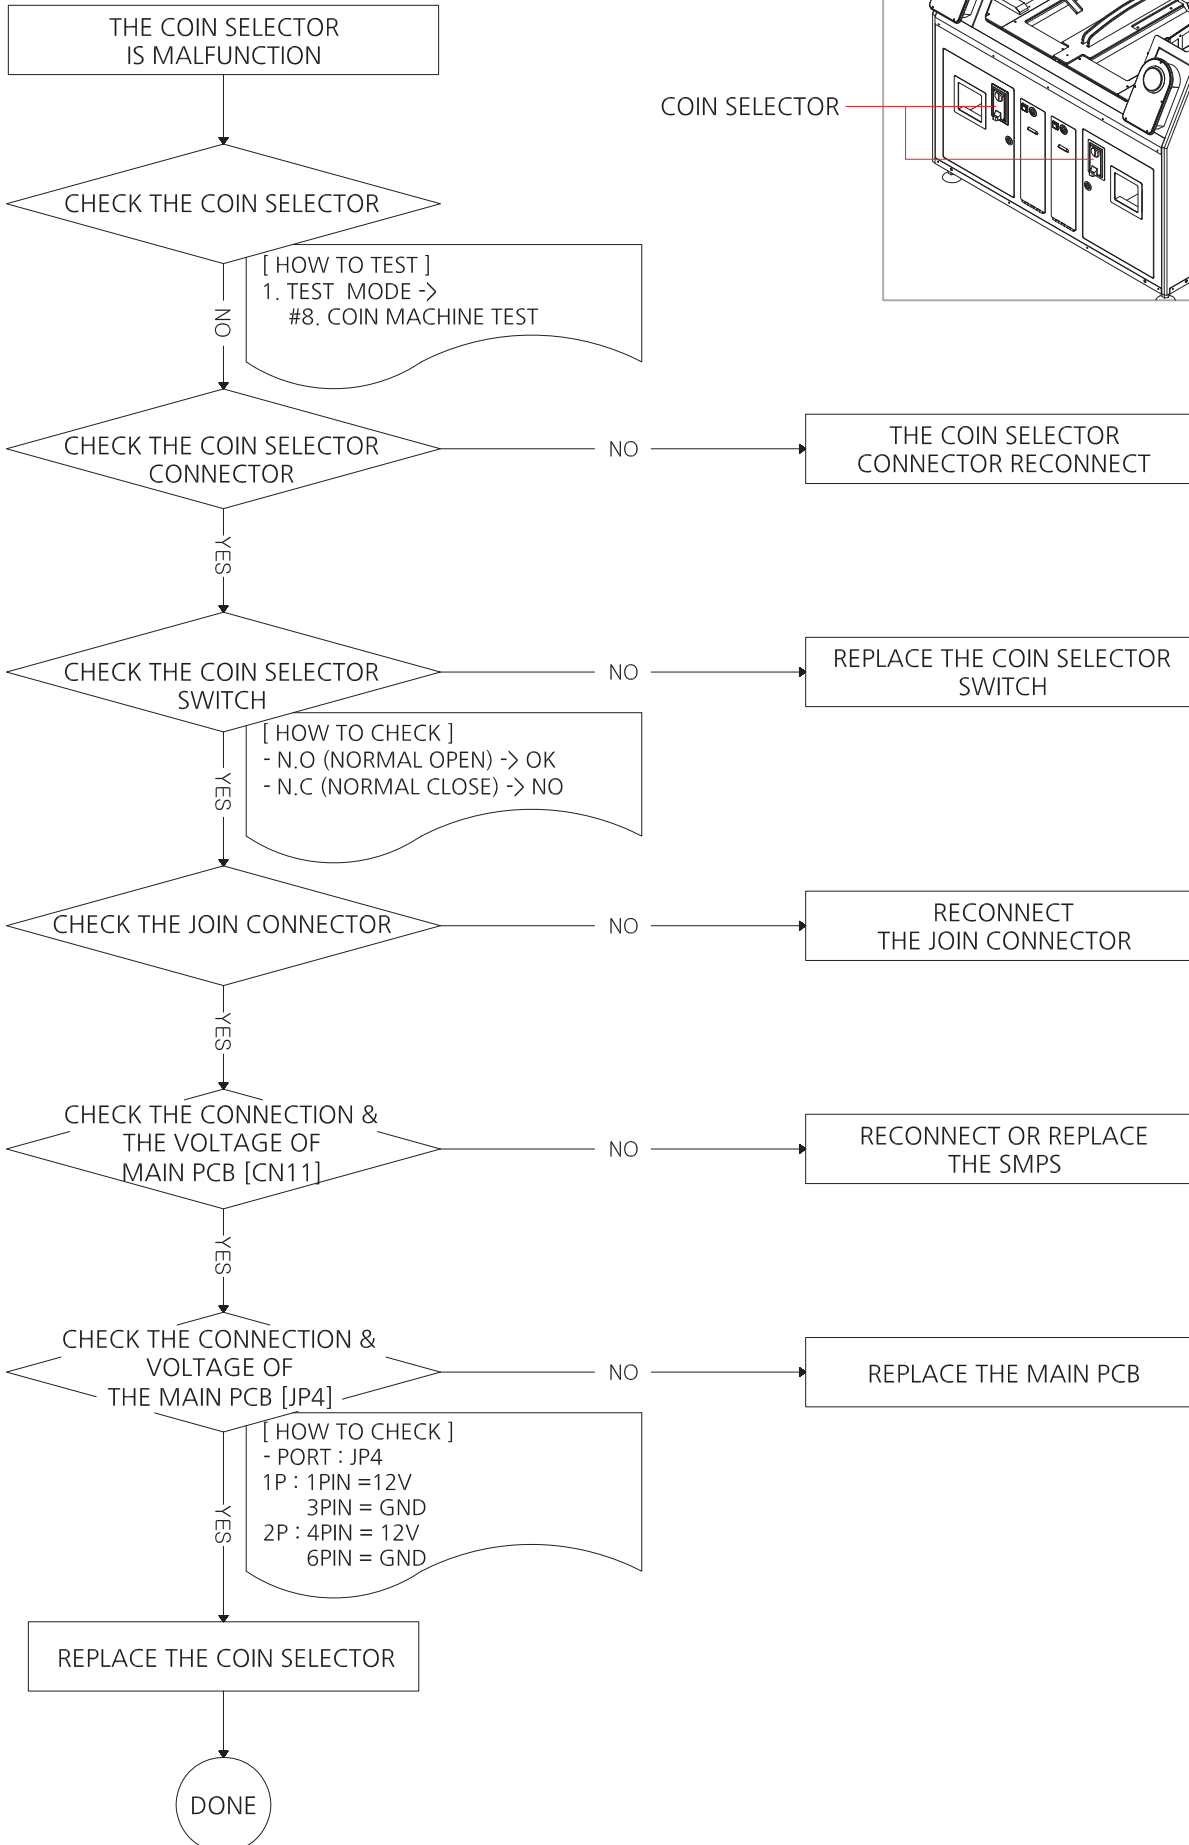 THE COIN SELECTOR
IS MALFUNCTION
COIN SELECTOR
CHECK THE COIN SELECTOR
[ HOW TO TEST ]
1. TEST MODE ->
#8. COIN MACHINE TEST
NO
CHECK THE COIN SELECTOR
CONNECTOR
NO
THE COIN SELECTOR
CONNECTOR RECONNECT
YES
CHECK THE COIN SELECTOR
SWITCH
NO
REPLACE THE COIN SELECTOR
SWITCH
[ HOW TO CHECK ]
- N.O (NORMAL OPEN) -> OK
- N.C (NORMAL CLOSE) -> NO
YES
CHECK THE JOIN CONNECTOR
NO
RECONNECT
THE JOIN CONNECTOR
YES
CHECK THE CONNECTION &
THE VOLTAGE OF
MAIN PCB [CN11]
NO
RECONNECT OR REPLACE
THE SMPS
YES
CHECK THE CONNECTION &
VOLTAGE OF
THE MAIN PCB [JP4]
NO
REPLACE THE MAIN PCB
[ HOW TO CHECK ]
- PORT : JP4
1P : 1PIN =12V
3PIN = GND
2P : 4PIN = 12V
6PIN = GND
YES
REPLACE THE COIN SELECTOR
DONE